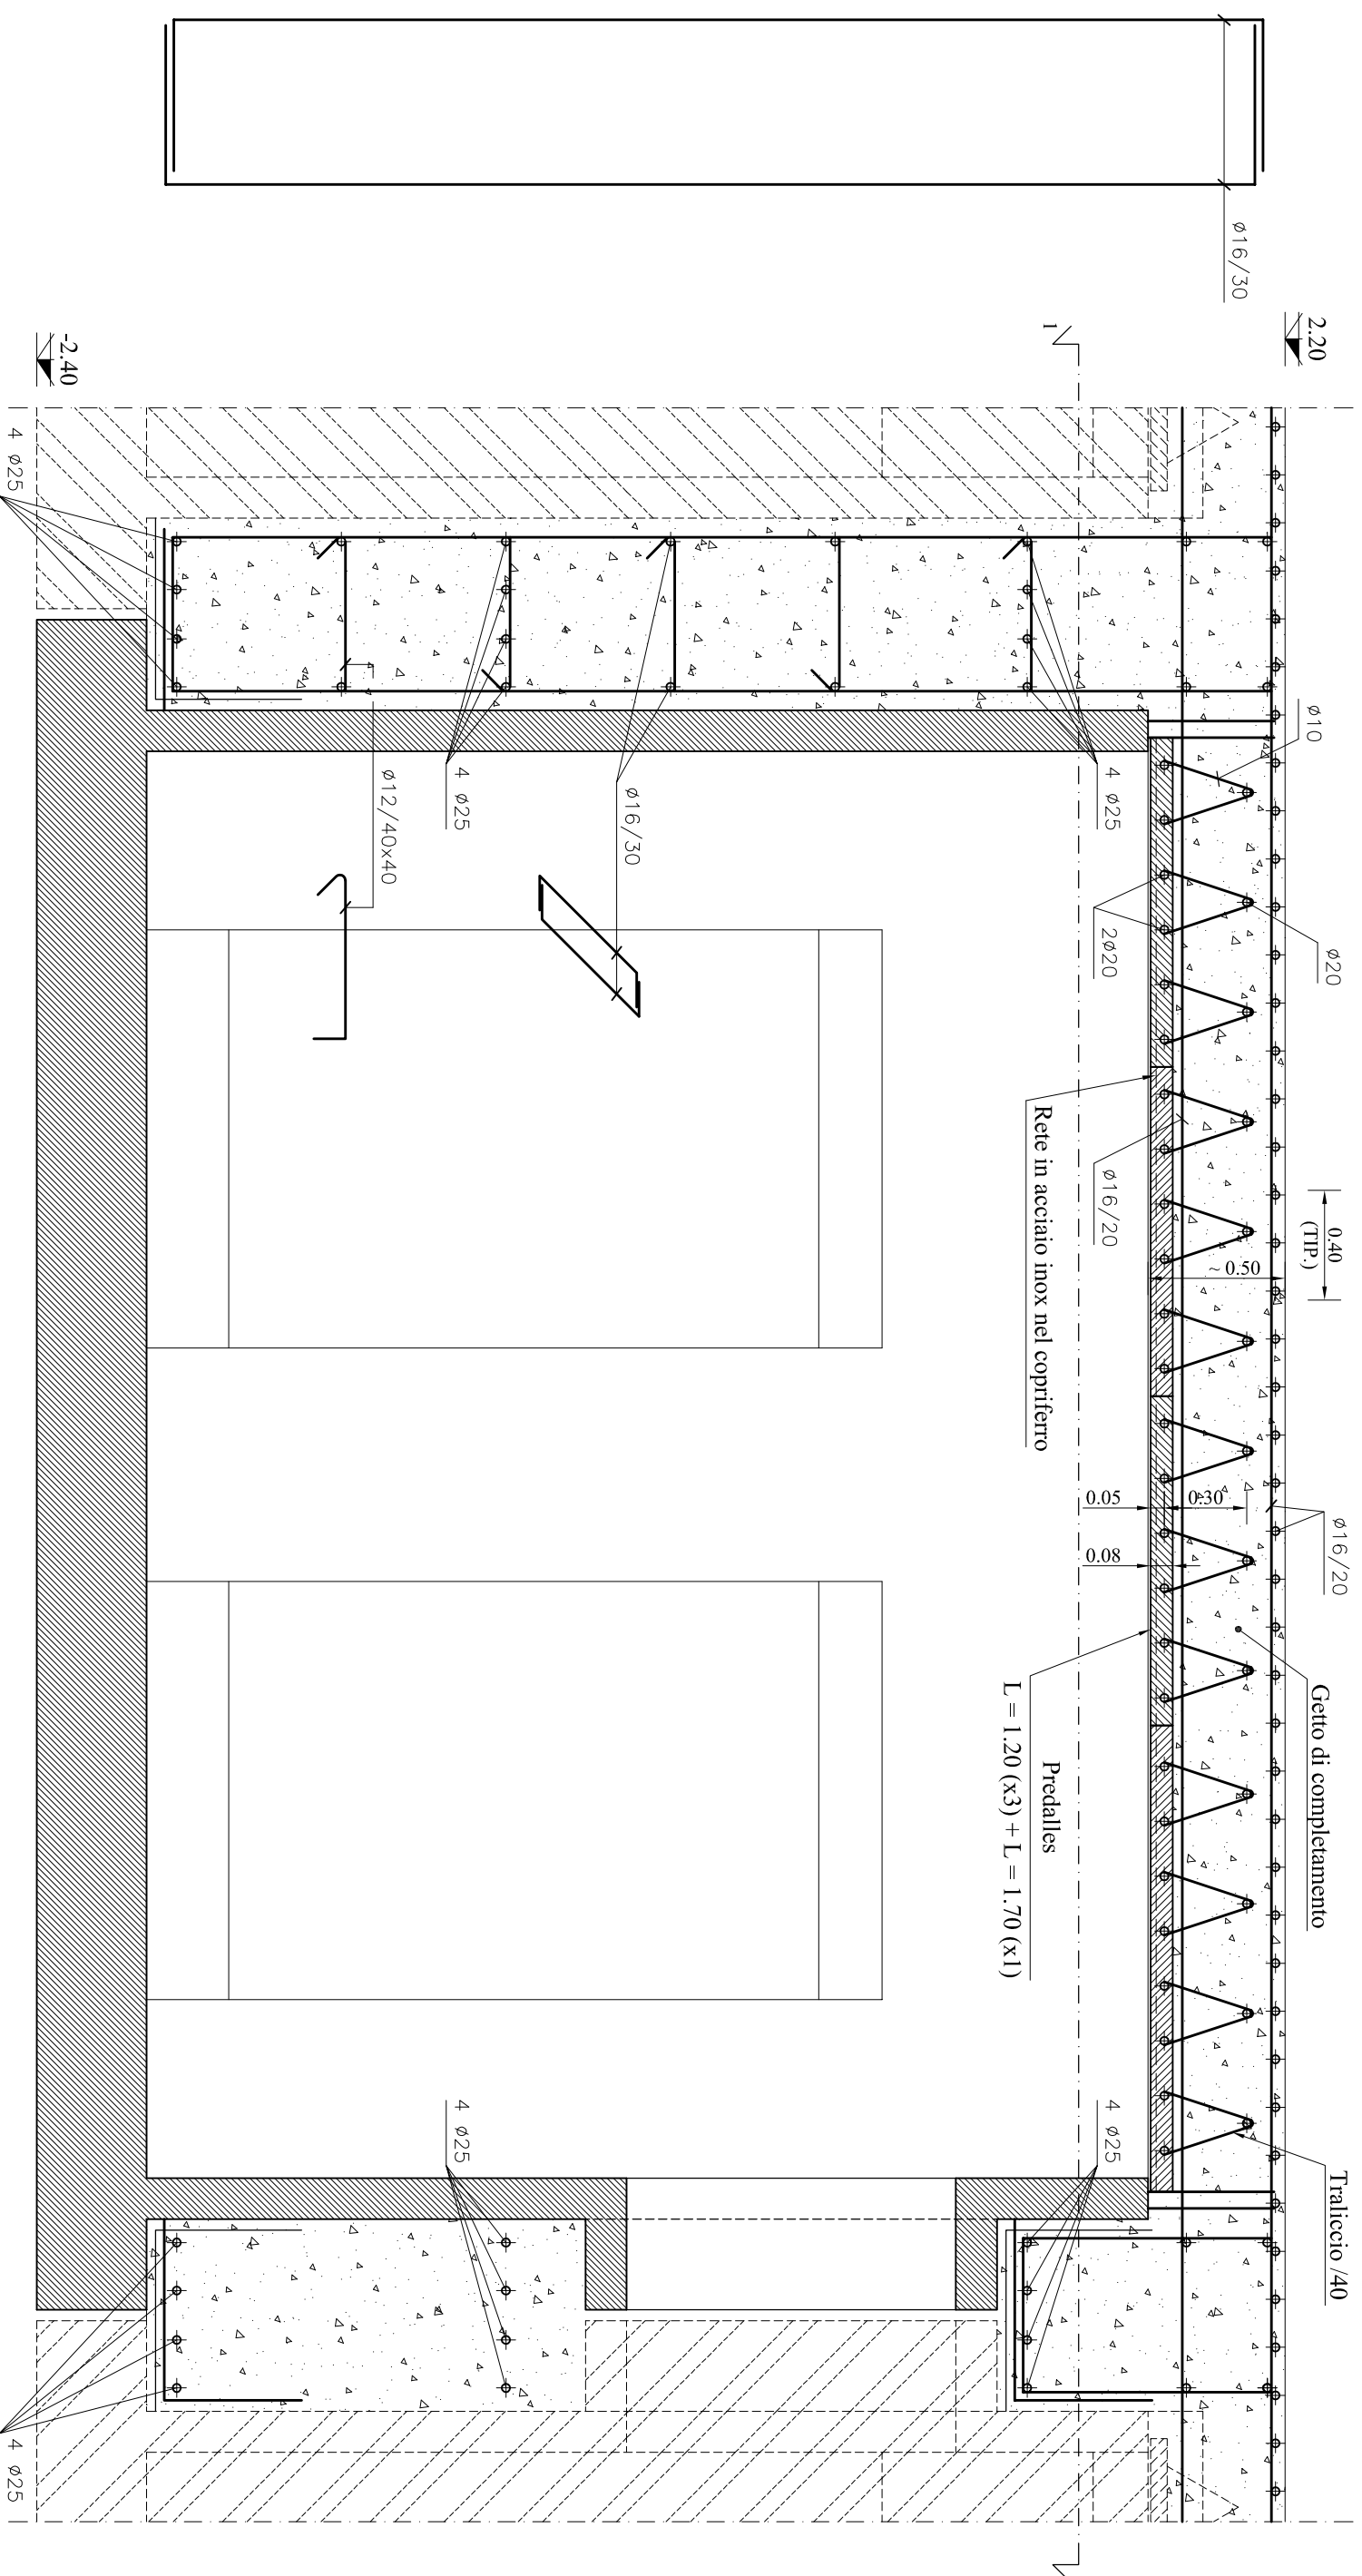 ø16/30
2.20
-2.40
1
Traliccio /40
Getto di completamento
ø16/20
0.40
(TIP.)
ø20
ø10
~ 0.50
0.30
0.05
0.08
2ø20
ø16/20
Rete in acciaio inox nel copriferro
Predalles
L = 1.20 (x3) + L = 1.70 (x1)
4 ø25
4 ø25
ø16/30
4 ø25
4 ø25
ø12/40x40
4 ø25
4 ø25